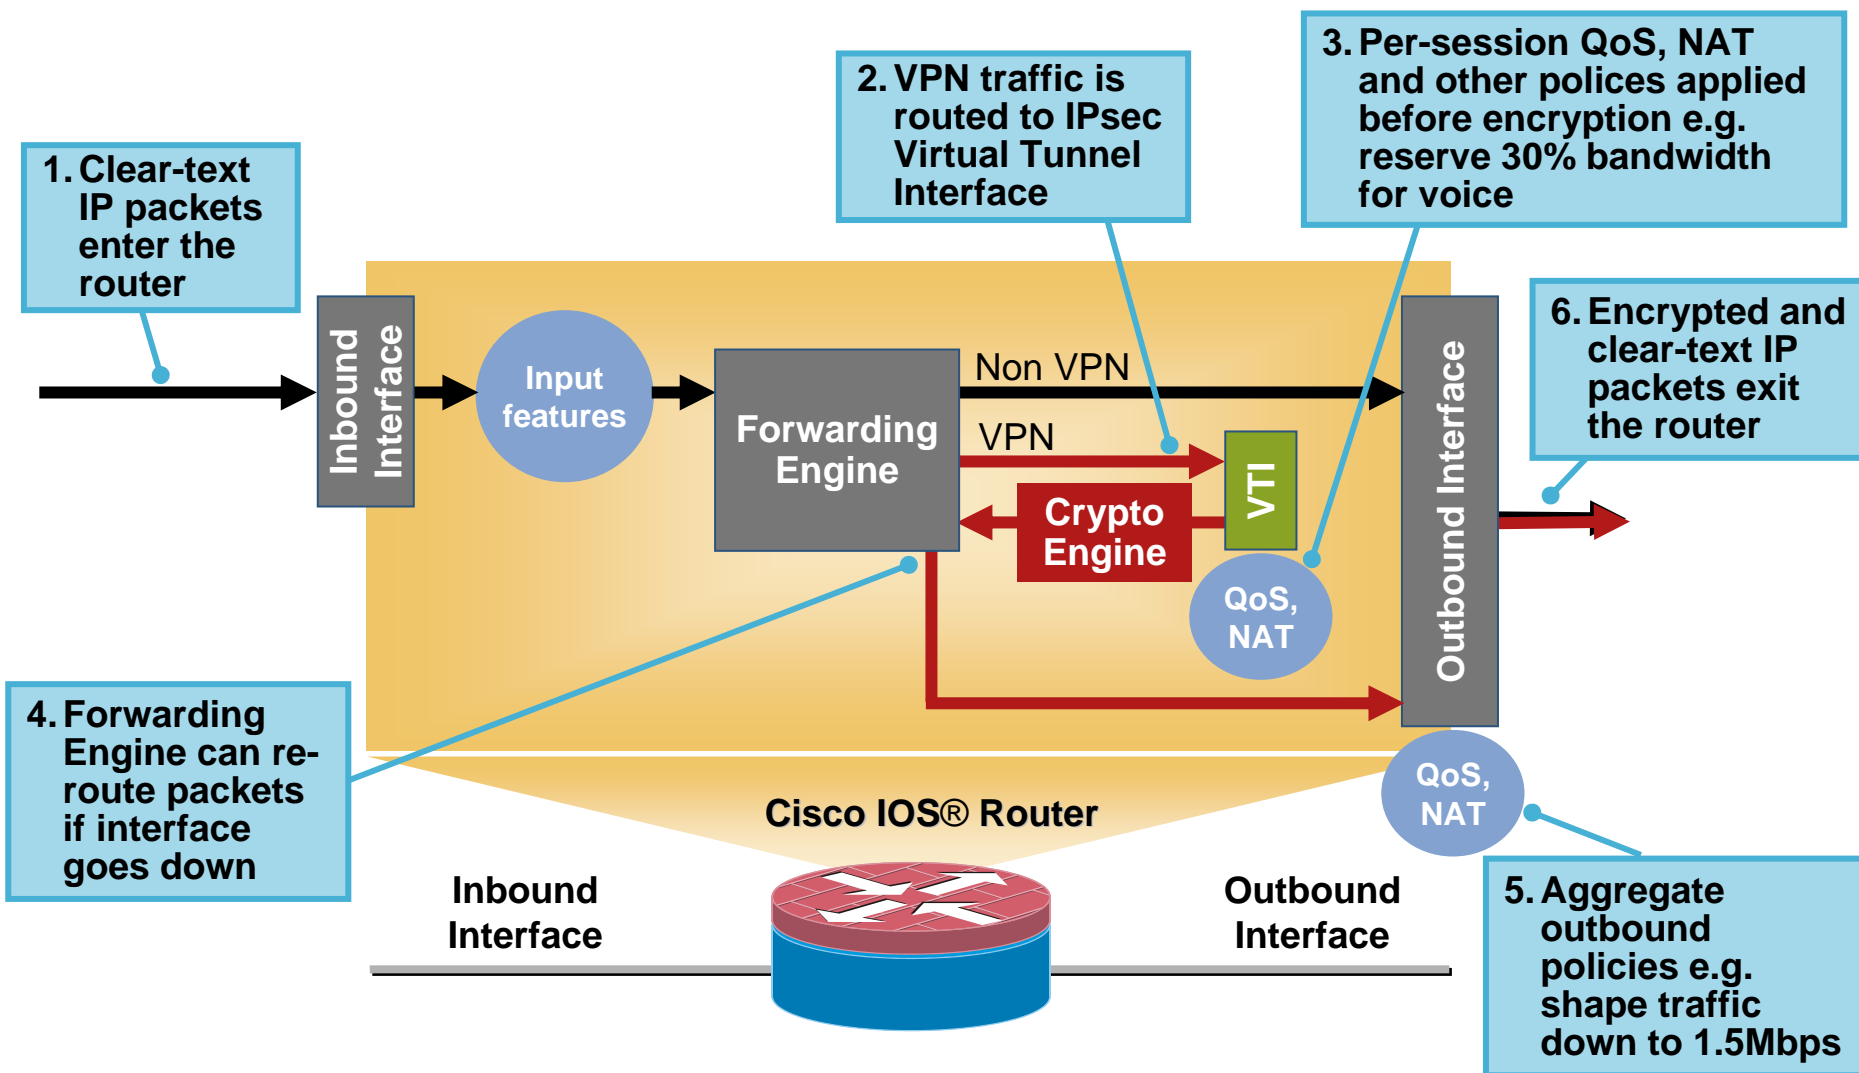 1. Clear-text
IP packets
enter the
router
2. VPN traffic is
routed to IPsec
Virtual Tunnel
Interface
3. Per-session QoS, NAT
and other polices applied
before encryption e.g.
reserve 30% bandwidth
for voice
Inbound
Interface
Input
features
Forwarding
Engine
Non VPN
VPN
VTI
Crypto
Engine
QoS,
NAT
Outbound Interface
6. Encrypted and
clear-text IP
packets exit
the router
4. Forwarding
Engine can re-
route packets
if interface
goes down
QoS,
NAT
Cisco IOS® Router
Inbound
Interface
Outbound
Interface
5. Aggregate
outbound
policies e.g.
shape traffic
down to 1.5Mbps